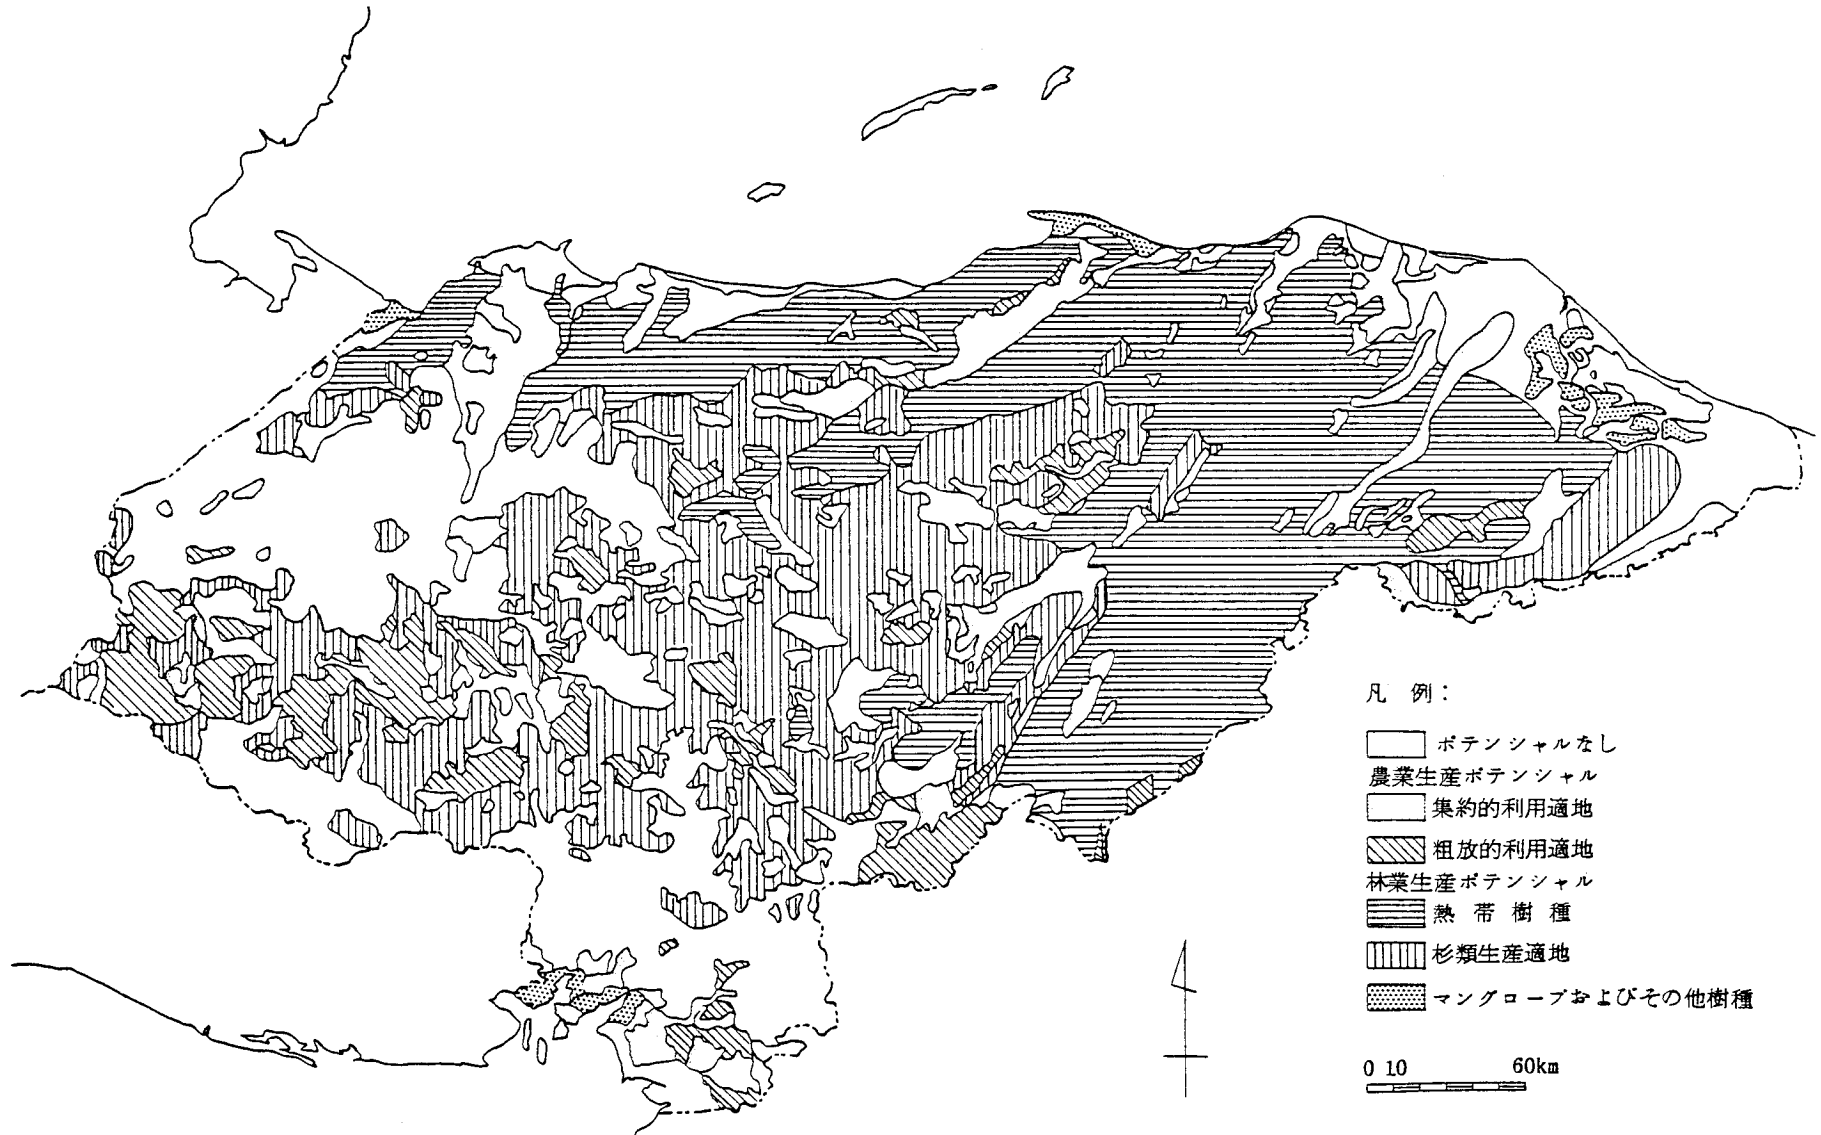 凡 例：
ポテンシャルなし
農業生産ポテンシャル
集約的利用適地
粗放的利用適地
林業生産ポテンシャル
熱 帯 樹 種
杉類生産適地
マングローブおよびその他樹種
0 10 60km